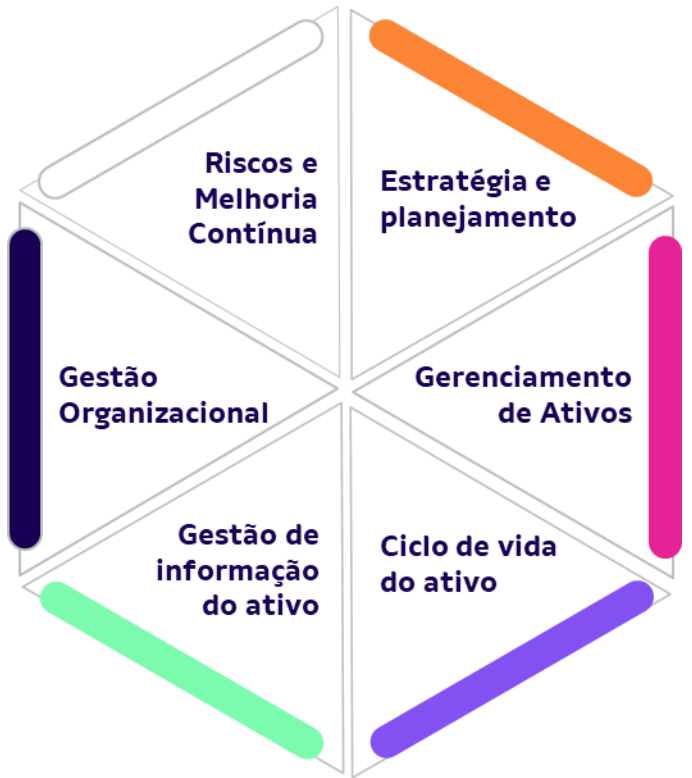 Riscos e
Melhoria
Contínua
Estratégia e
planejamento
Gestão
Organizacional
Gerenciamento
de Ativos
Gestão de
informação
do ativo
Ciclo de vida
do ativo